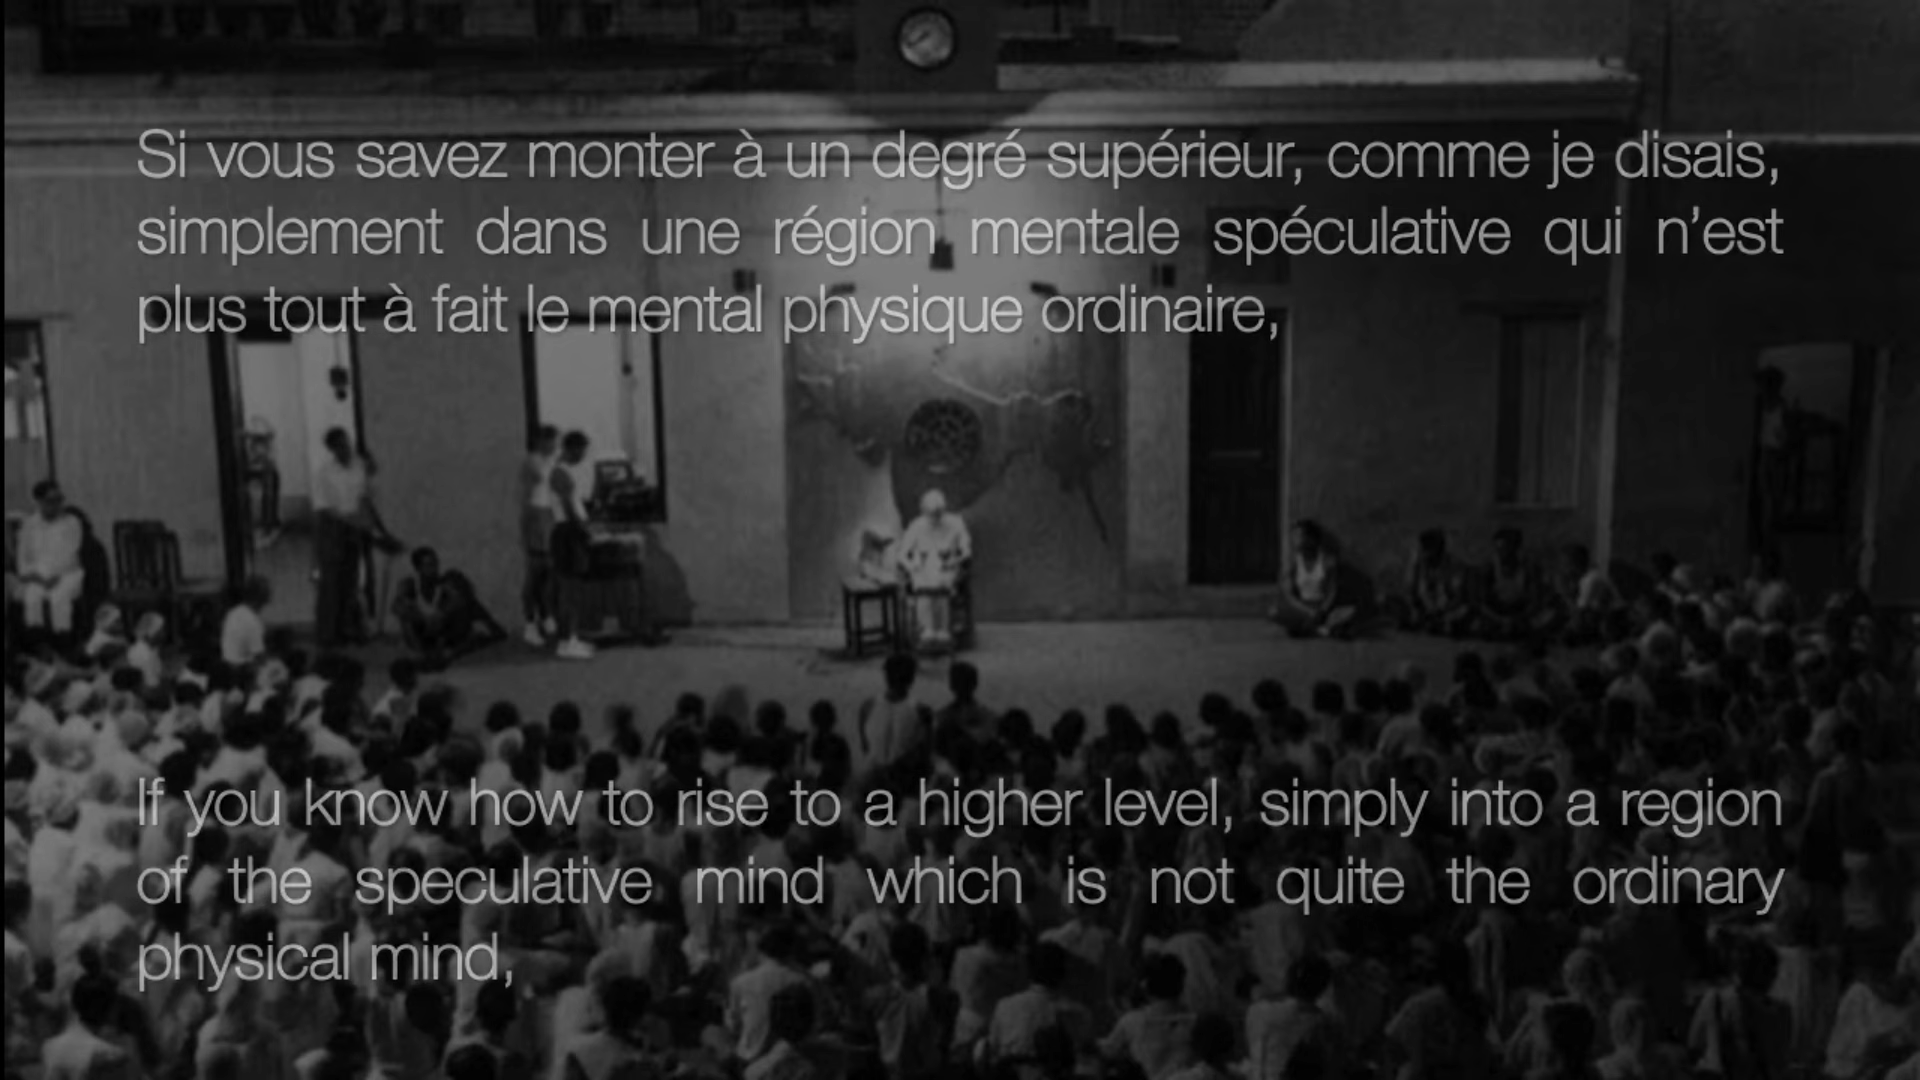 Si vous savez monter à un degré supérieur, comme je disais,
simplement dans une région mentale spéculative qui n’est
plus tout à fait le mental physique ordinaire,
If you know how to rise to a higher level, simply into a region
of the speculative mind which is not quite the ordinary
physical mind,